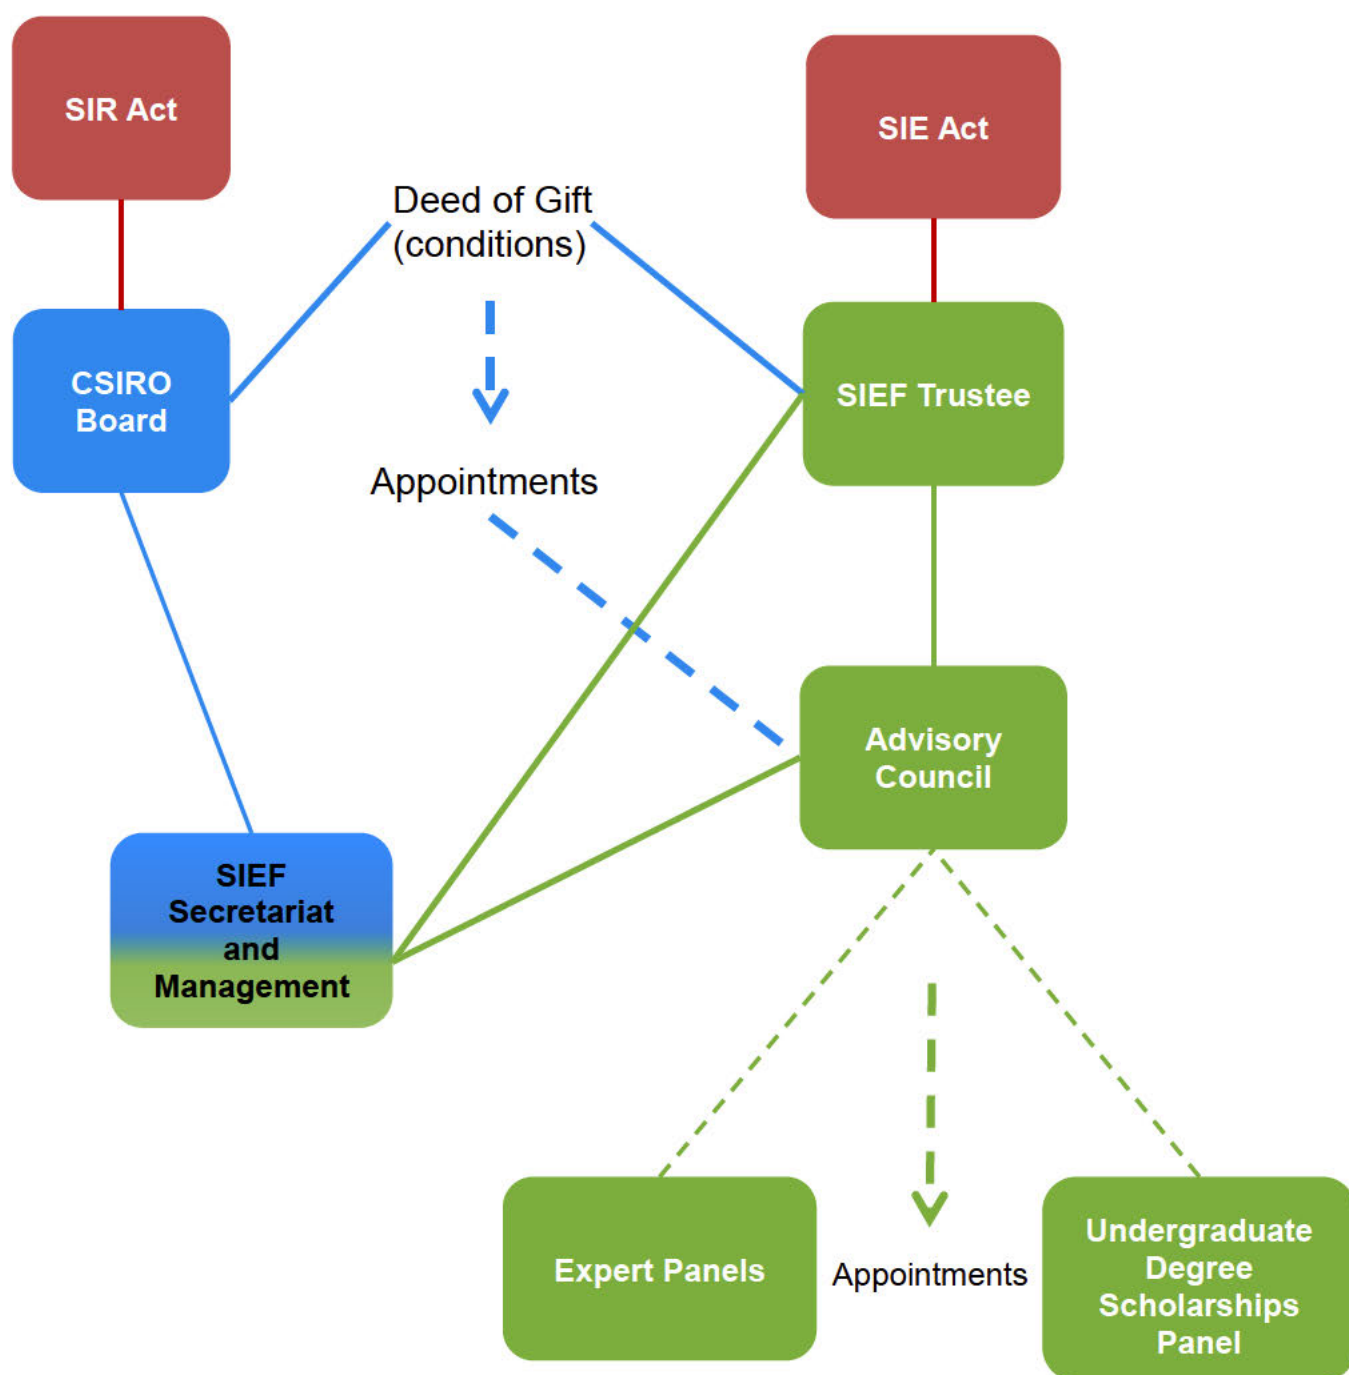 SIR Act
SIE Act
Deed of Gift
(conditions)
CSIRO
Board
SIEF Trustee
Appointments
Advisory
Council
SIEF
Secretariat
and
Management
Expert Panels
Appointments
Undergraduate
Degree
Scholarships
Panel